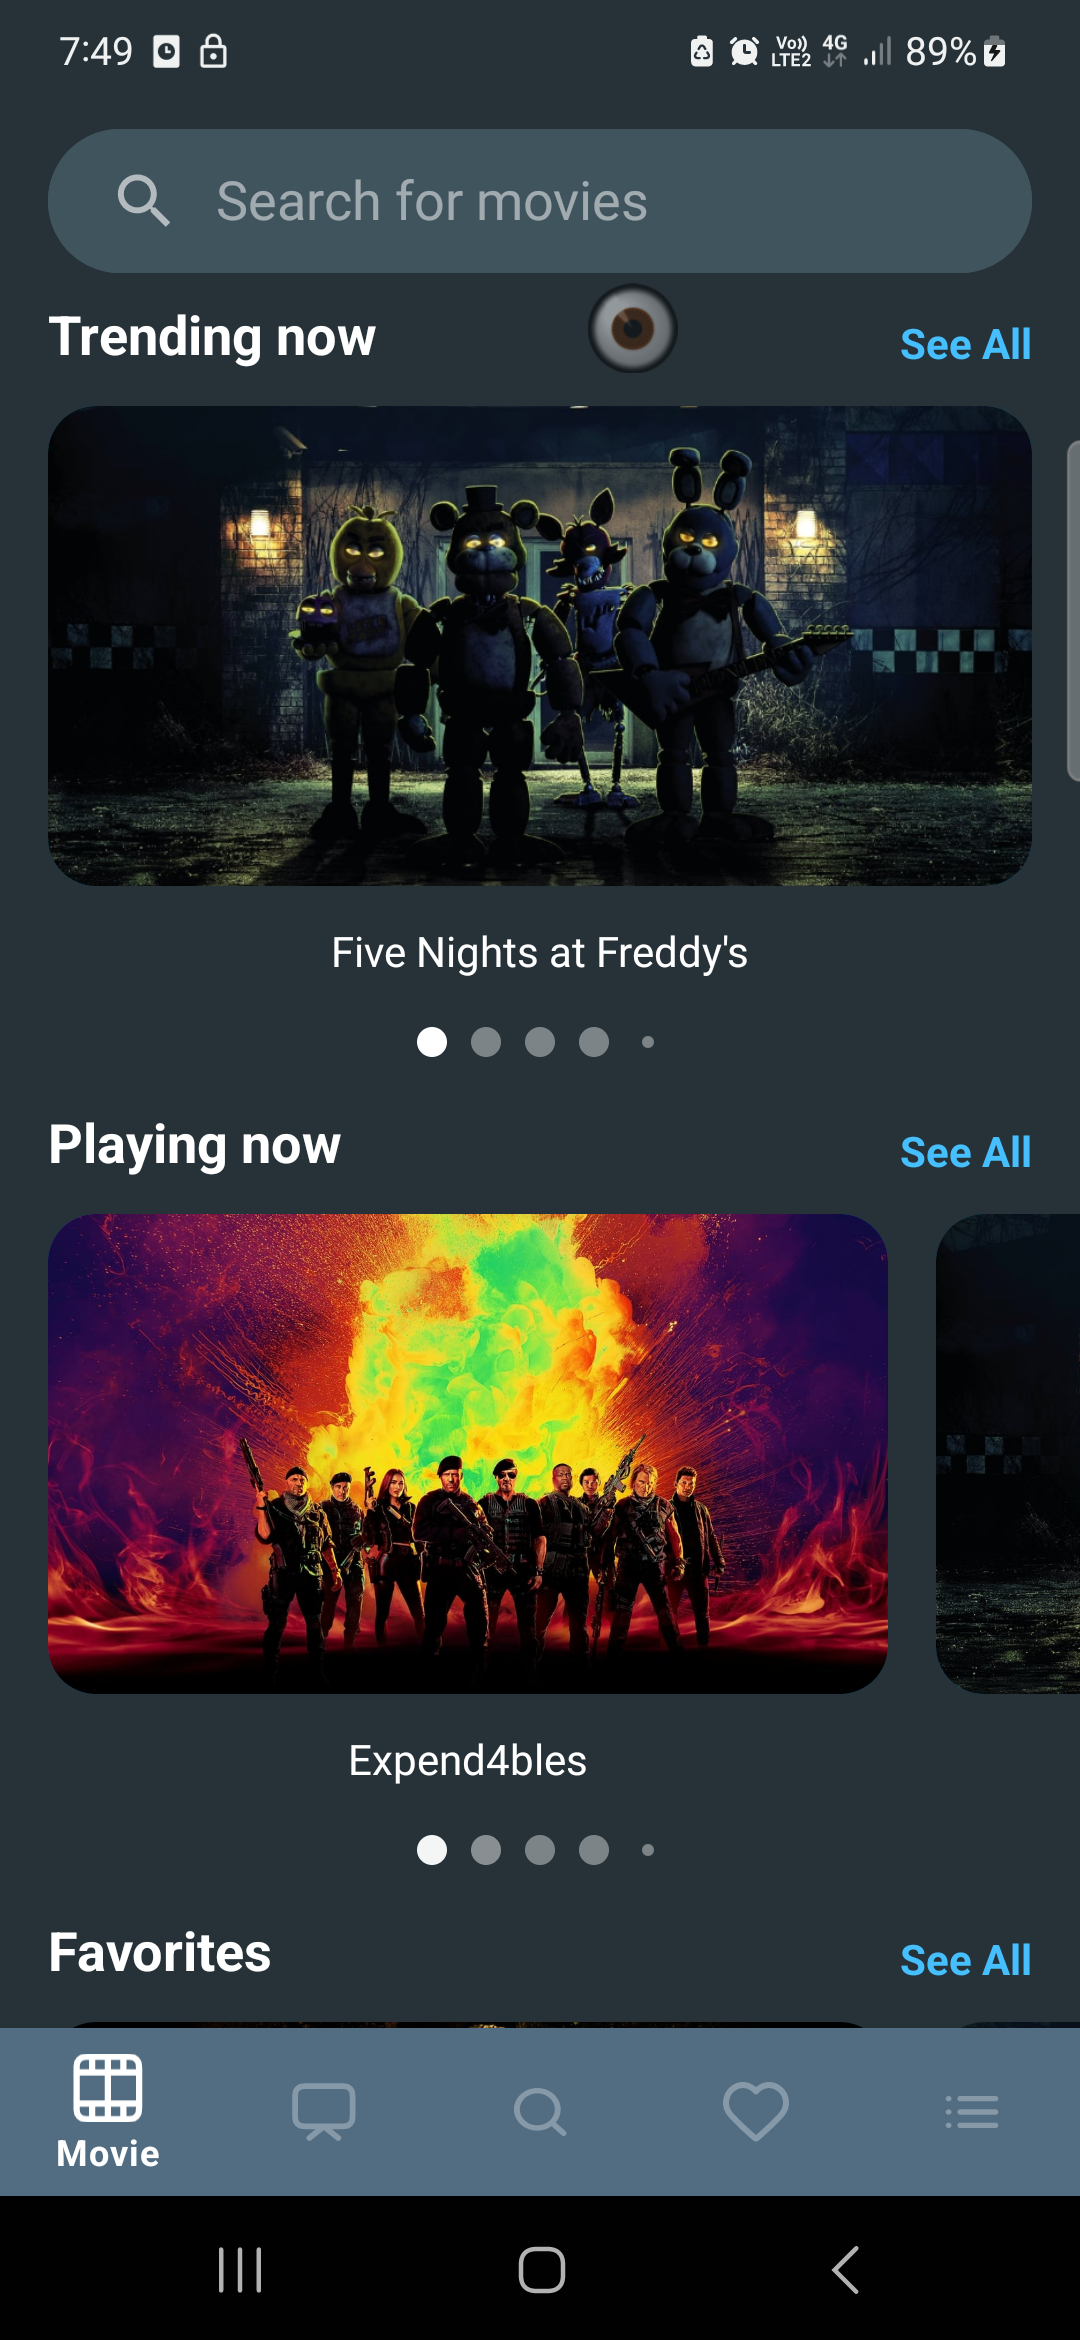 7:49
Vo)) LTE2
4G
89%
Search for movies
Trending now
See All
Five Nights at Freddy's
Playing now
See All
Expend4bles
Favorites
See All
Movie